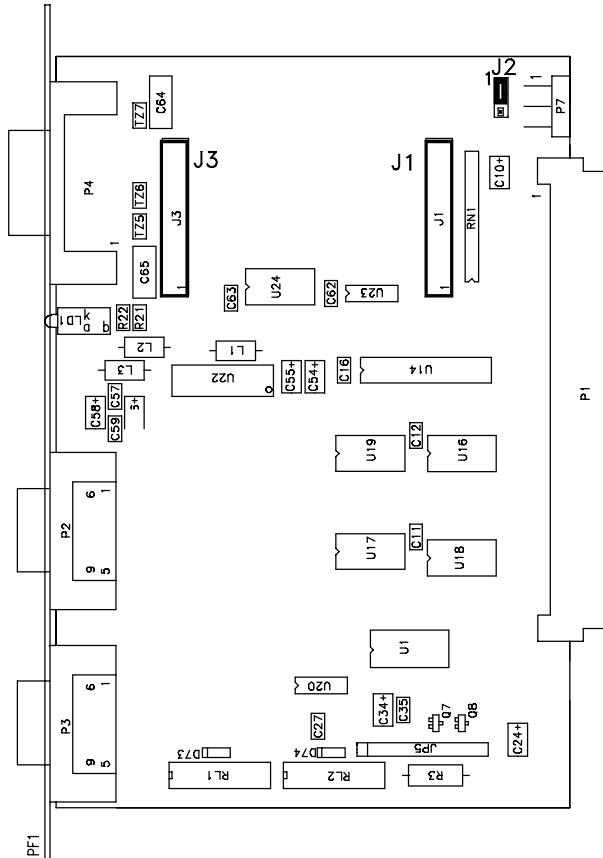 J2
1
1
P7
C64
TZ7
J3
J1
C10+
P4
TZ6
TZ5
J3
J1
RN1
1
1
C65
1
1
1
U24
C63
C62
U23
K
LD1
a
R22
R21
L2
L1
L3
U22
C55+
C54+
C16
U14
P1
C58+
C57
C59
U19
C12
U16
6
1
P2
9
5
U17
C11
U18
U1
6
1
P3
9
5
U20
C34+
C35
Q7
Q8
C27
D73
D74
JP5
C24+
RL1
RL2
R3
PF1